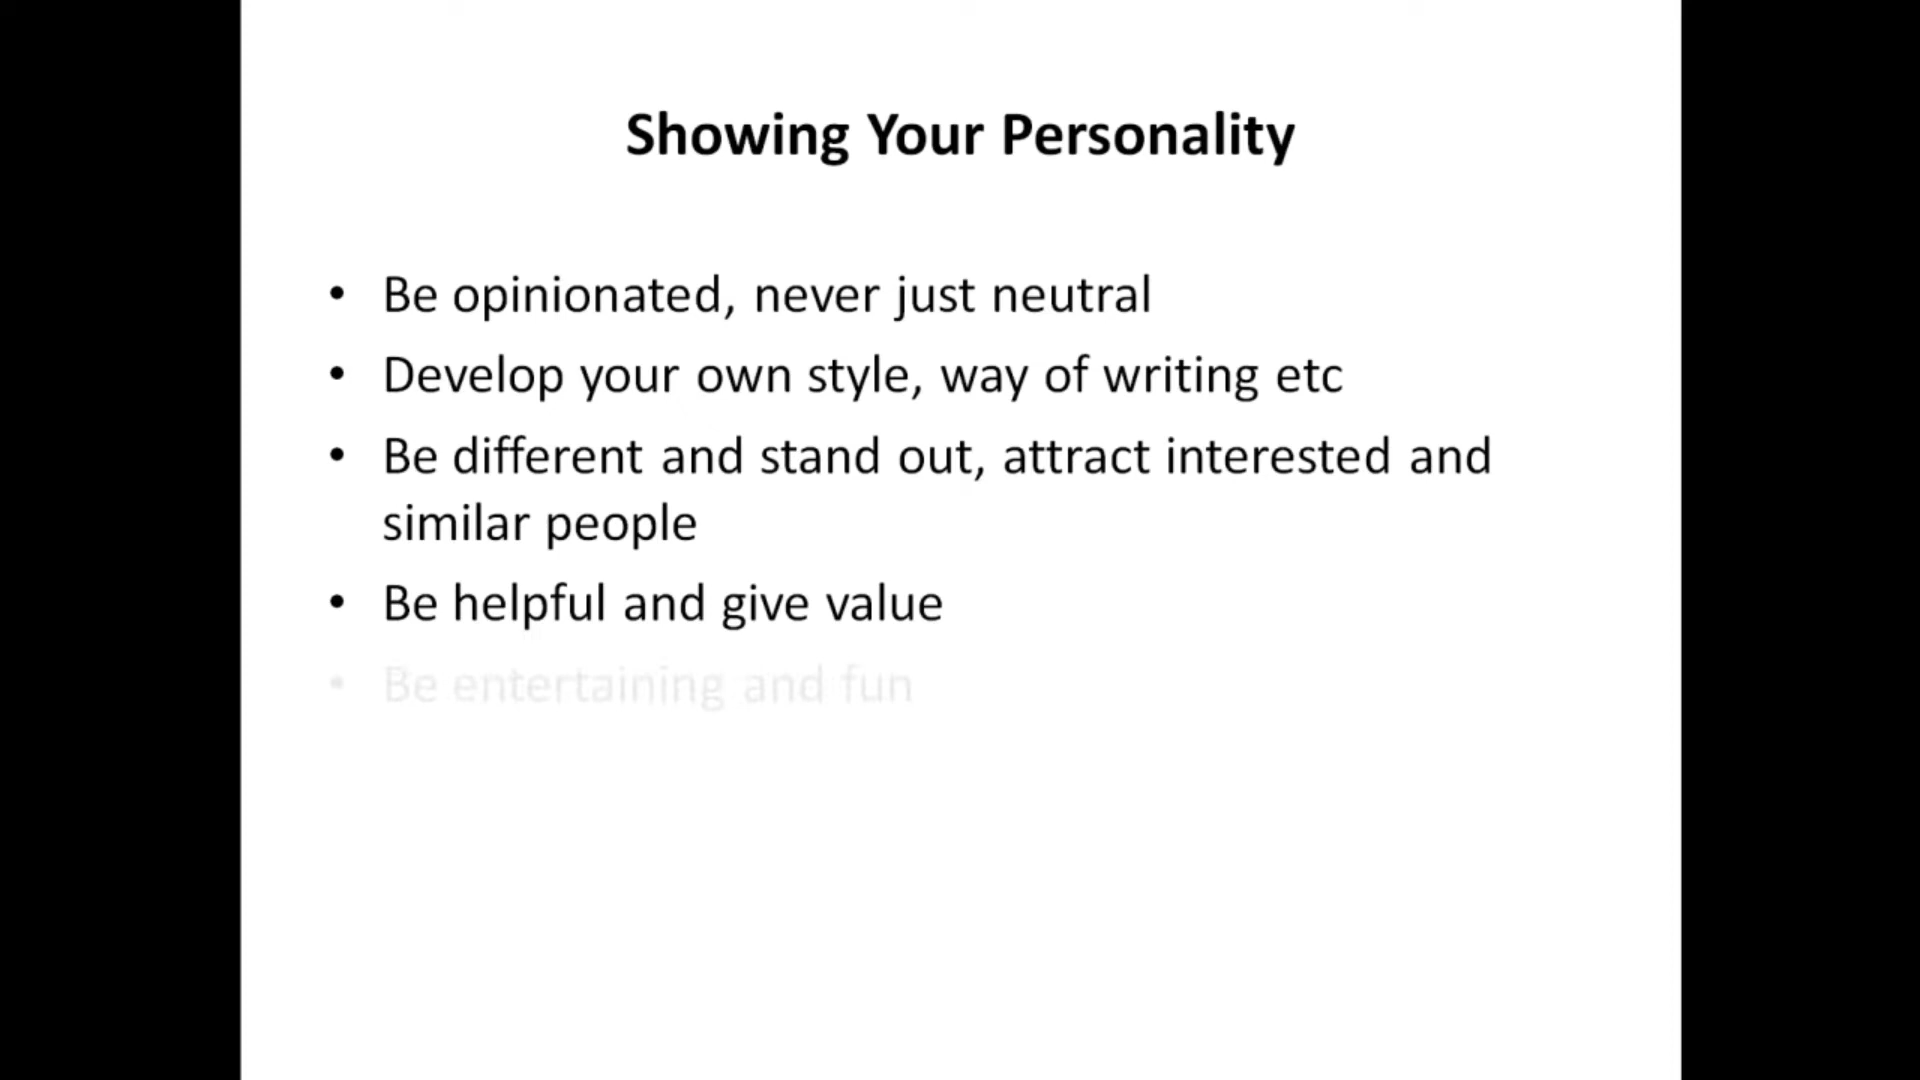 Showing Your Personality
• Be opinionated, never just neutral
• Develop your own style, way of writing etc
• Be different and stand out, attract interested and
similar people
• Be helpful and give value
• Be entertaining and fun